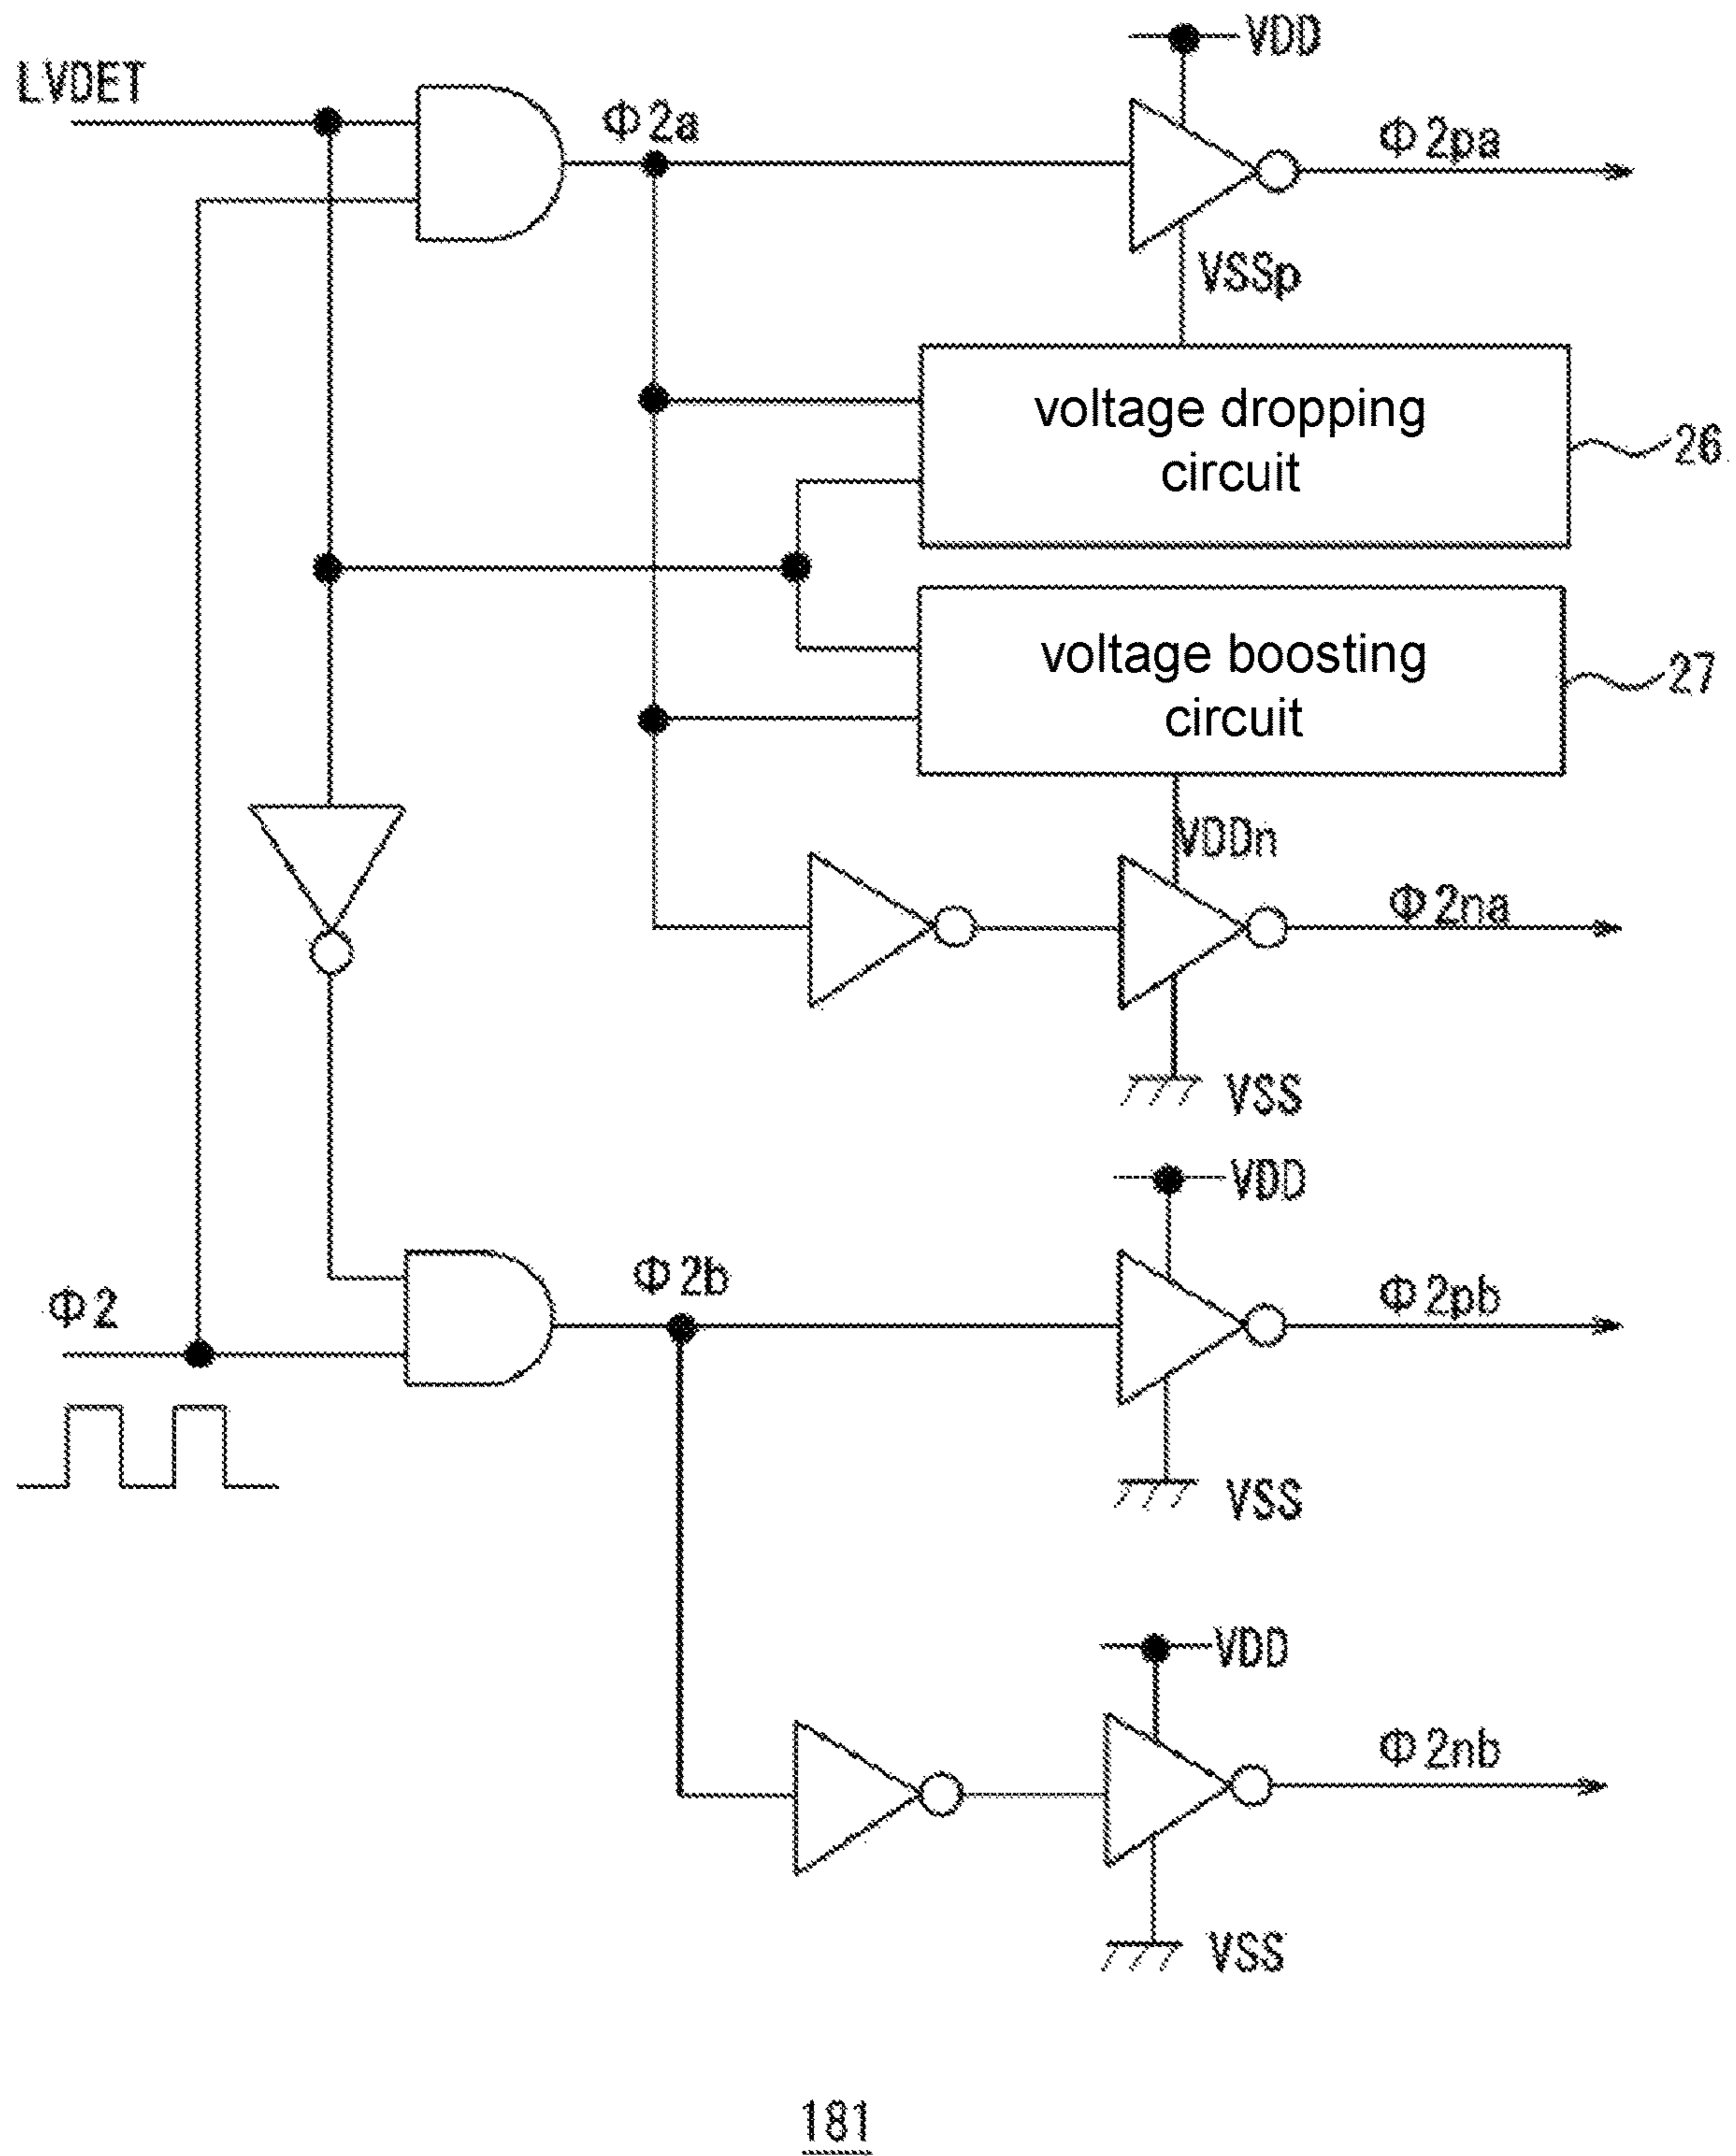 VDD
LVDET
Φ2a
Φ2pa
VSSp
voltage dropping
circuit
26
voltage boosting
circuit
27
VDDn
Φ2na
VSS
VDD
Φ2
Φ2b
Φ2pb
VSS
VDD
Φ2nb
VSS
181